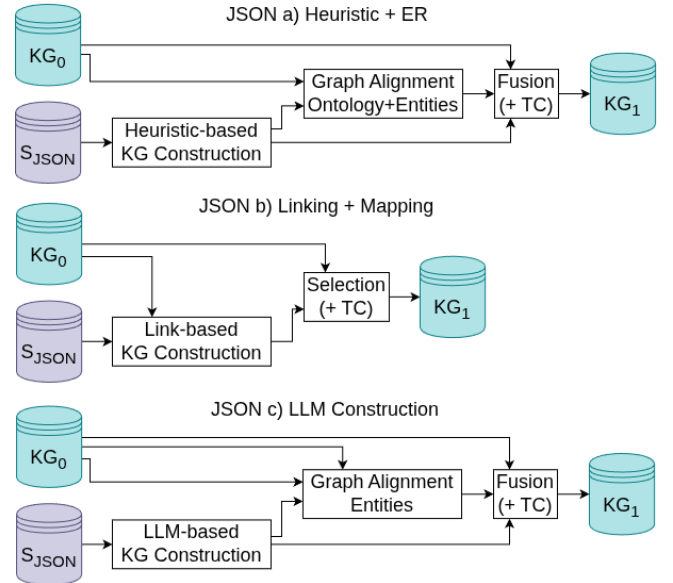 JSON a) Heuristic + ER
KG0
Graph Alignment
Ontology+Entities
Fusion
(+ TC)
KG1
SJSON
Heuristic-based
KG Construction
JSON b) Linking + Mapping
KG0
Selection
(+ TC)
KG1
SJSON
Link-based
KG Construction
JSON c) LLM Construction
KG0
Graph Alignment
Entities
Fusion
(+ TC)
KG1
SJSON
LLM-based
KG Construction